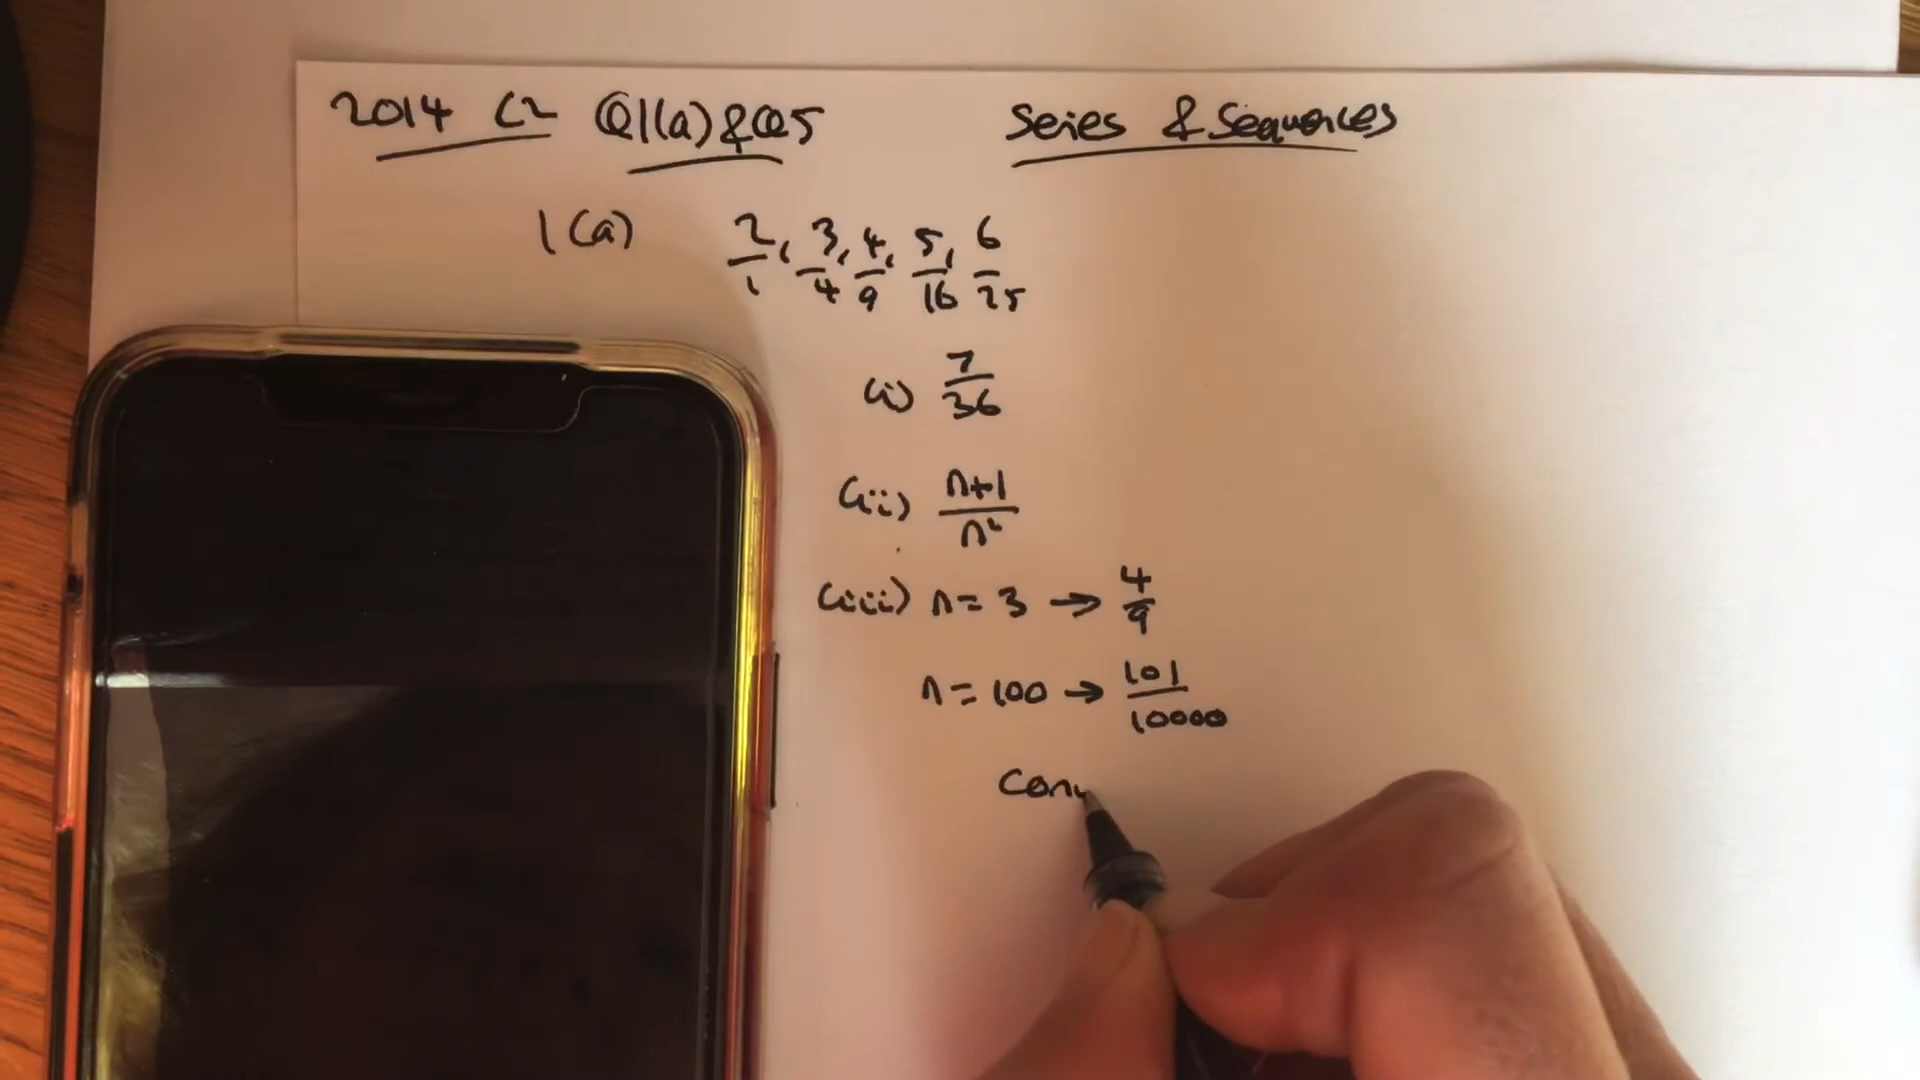 2014 C2 Q1(a) & Q5
Series & Sequences
1(a) 2/1, 3/4, 4/9, 5/16, 6/25
(i) 7/36
(ii) n+1/n²
(iii) n = 3 → 4/9
n = 100 → 101/10000
Conv